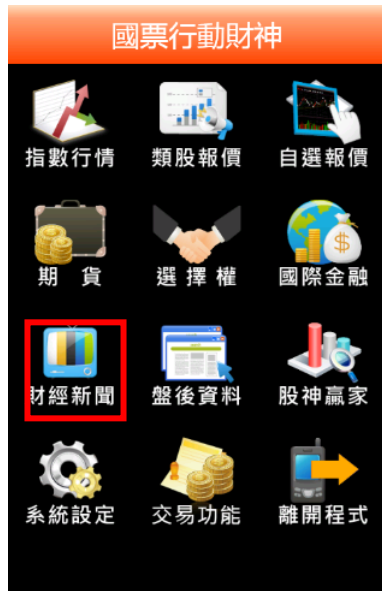 國票行動財神
指數行情 類股報價 自選報價
期 貨 選 擇 權 國際金融
財經新聞 盤後資料 股神贏家
系統設定 交易功能 離開程式